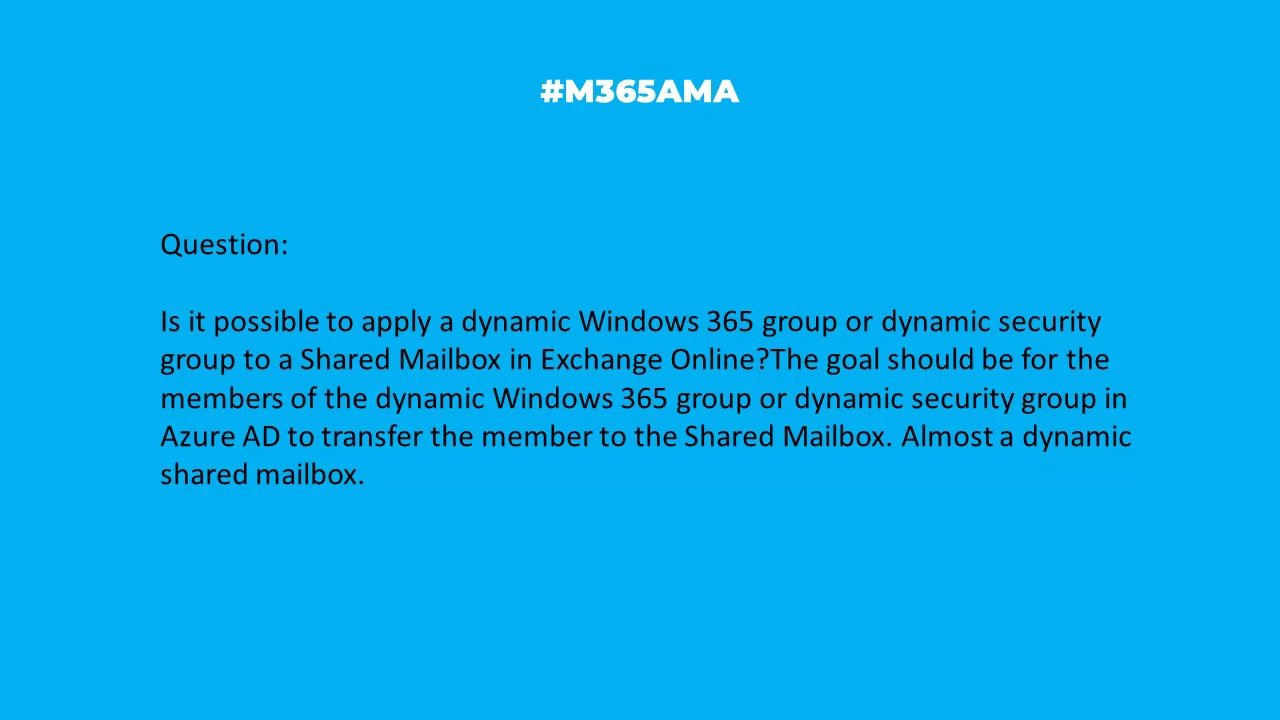 #M365AMA
Question:
Is it possible to apply a dynamic Windows 365 group or dynamic security
group to a Shared Mailbox in Exchange Online?The goal should be for the
members of the dynamic Windows 365 group or dynamic security group in
Azure AD to transfer the member to the Shared Mailbox. Almost a dynamic
shared mailbox.